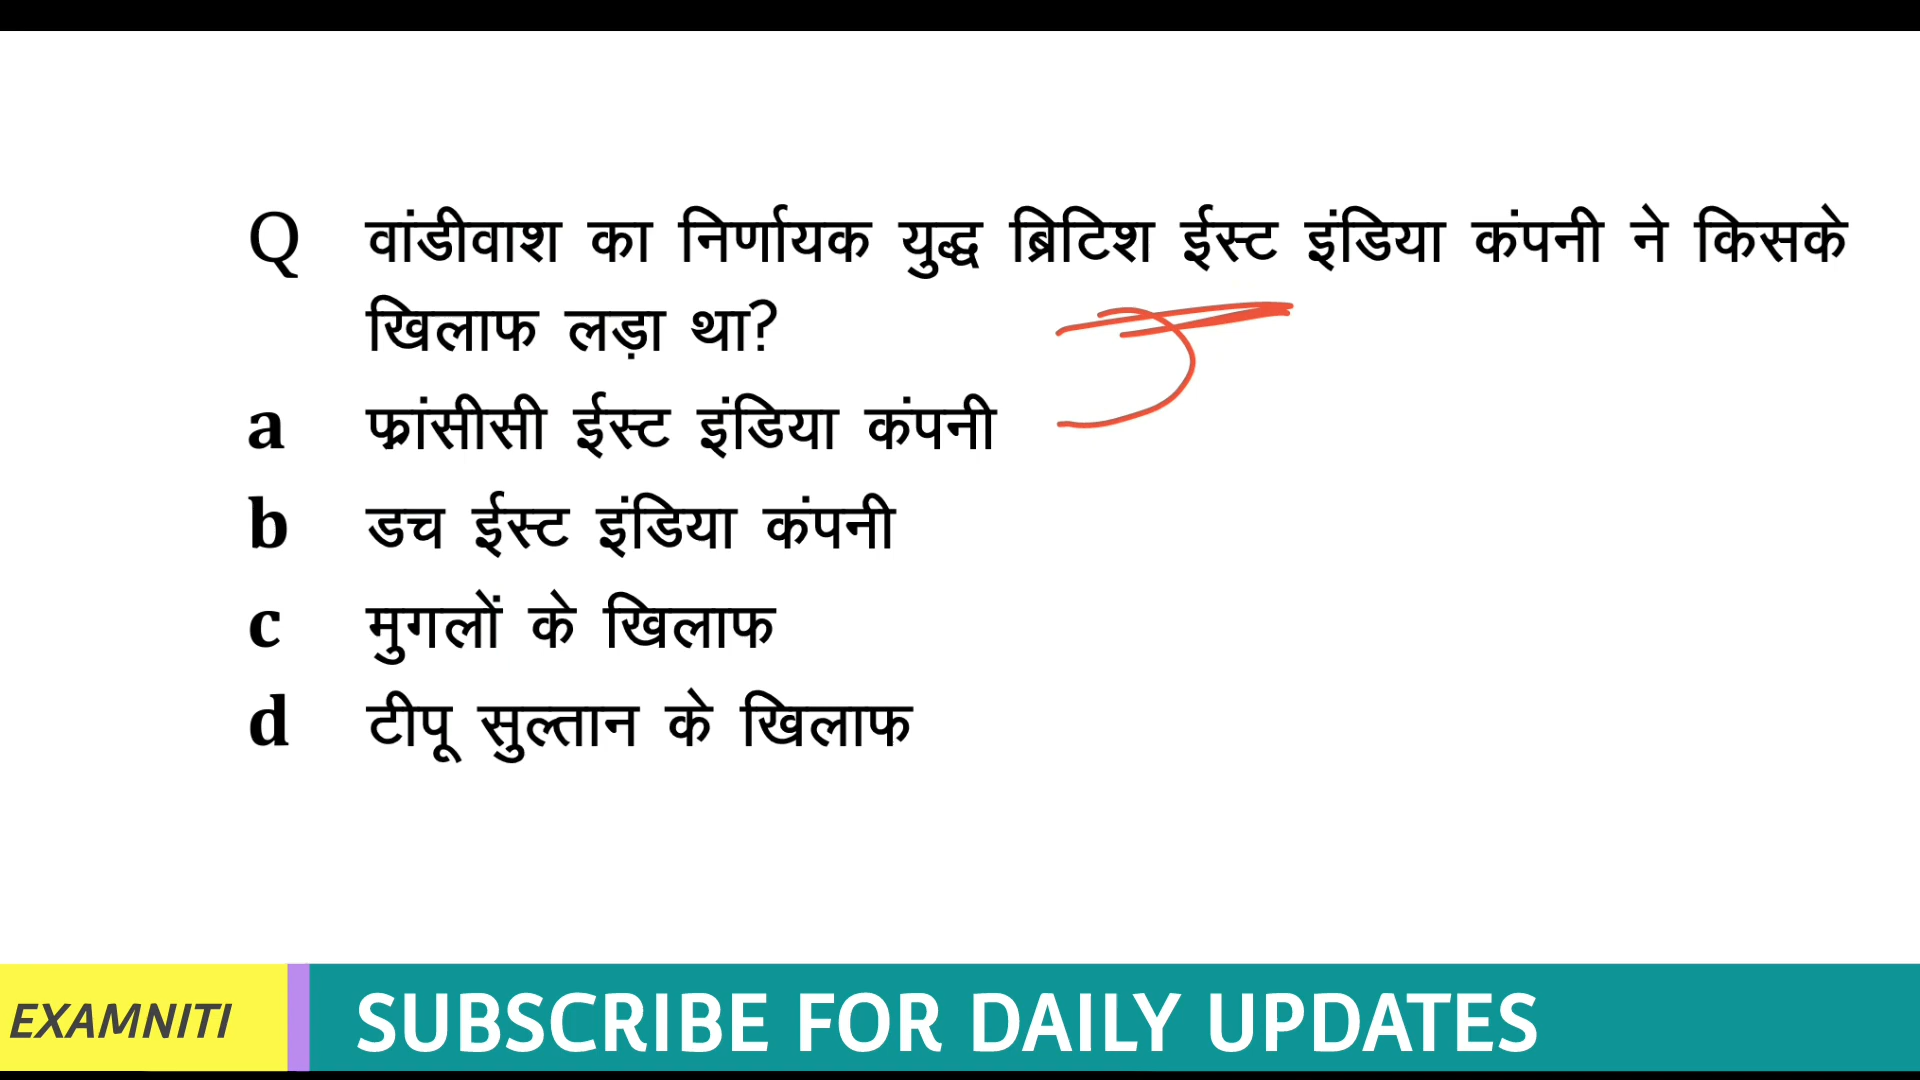 Q वांडीवाश का निर्णायक युद्ध ब्रिटिश ईस्ट इंडिया कंपनी ने किसके
खिलाफ लड़ा था?
a फ्रांसीसी ईस्ट इंडिया कंपनी
b डच ईस्ट इंडिया कंपनी
c मुगलों के खिलाफ
d टीपू सुल्तान के खिलाफ
EXAMNITI SUBSCRIBE FOR DAILY UPDATES